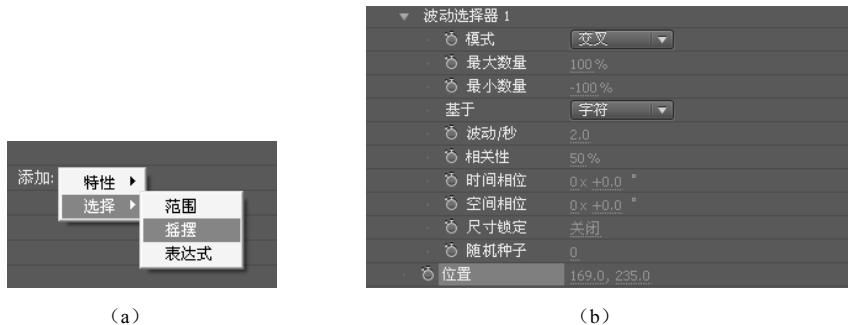 添加:
特性
选择
范围
摇摆
表达式
(a)
波动选择器 1
模式 交叉
最大数量 100 %
最小数量 -100 %
基于 字符
波动/秒 2.0
相关性 50 %
时间相位 0 x +0.0 °
空间相位 0 x +0.0 °
尺寸锁定 关闭
随机种子 0
位置 169.0, 235.0
(b)